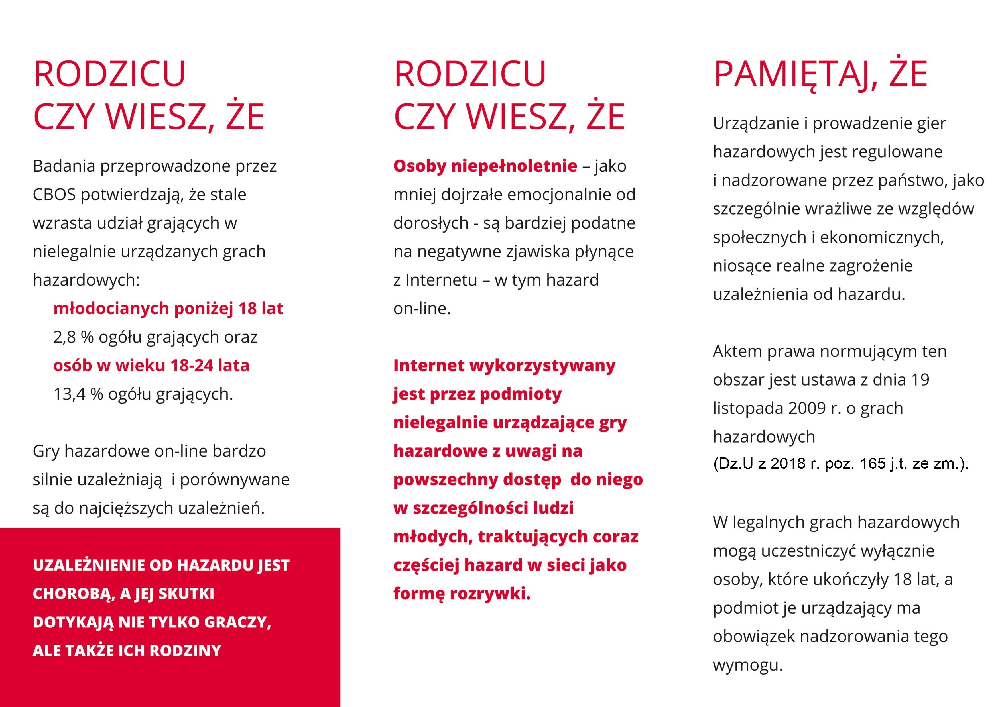 RODZICU
CZY WIESZ, ŻE
Badania przeprowadzone przez
CBOS potwierdzają, że stale
wzrasta udział grających w
nielegalnie urządzanych grach
hazardowych:
młodocianych poniżej 18 lat
2,8 % ogółu grających oraz
osób w wieku 18-24 lata
13,4 % ogółu grających.
Gry hazardowe on-line bardzo
silnie uzależniają  i porównywane
są do najcięższych uzależnień.
UZALEŻNIENIE OD HAZARDU JEST
CHOROBĄ, A JEJ SKUTKI
DOTYKAJĄ NIE TYLKO GRACZY,
ALE TAKŻE ICH RODZINY
RODZICU
CZY WIESZ, ŻE
Osoby niepełnoletnie – jako
mniej dojrzałe emocjonalnie od
dorosłych - są bardziej podatne
na negatywne zjawiska płynące
z Internetu – w tym hazard
on-line.
Internet wykorzystywany
jest przez podmioty
nielegalnie urządzające gry
hazardowe z uwagi na
powszechny dostęp  do niego
w szczególności ludzi
młodych, traktujących coraz
częściej hazard w sieci jako
formę rozrywki.
PAMIĘTAJ, ŻE
Urządzanie i prowadzenie gier
hazardowych jest regulowane
i nadzorowane przez państwo, jako
szczególnie wrażliwe ze względów
społecznych i ekonomicznych,
niosące realne zagrożenie
uzależnienia od hazardu.
Aktem prawa normującym ten
obszar jest ustawa z dnia 19
listopada 2009 r. o grach
hazardowych
(Dz.U z 2018 r. poz. 165 j.t. ze zm.).
W legalnych grach hazardowych
mogą uczestniczyć wyłącznie
osoby, które ukończyły 18 lat, a
podmiot je urządzający ma
obowiązek nadzorowania tego
wymogu.